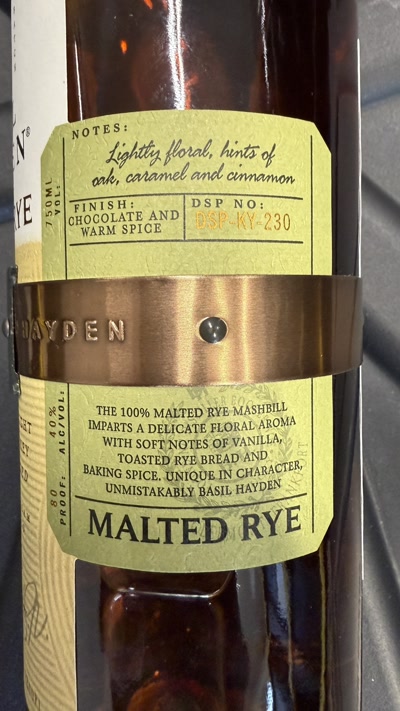 NOTES:
Lightly floral, hints of
oak, caramel and cinnamon
750ML
VOL:
FINISH:
CHOCOLATE AND
WARM SPICE
DSP NO:
DSP-KY-230
HAYDEN
THE 100% MALTED RYE MASHBILL
IMPARTS A DELICATE FLORAL AROMA
WITH SOFT NOTES OF VANILLA,
TOASTED RYE BREAD AND
BAKING SPICE. UNIQUE IN CHARACTER,
UNMISTAKABLY BASIL HAYDEN
80 40%
PROOF: ALC/VOL:
MALTED RYE